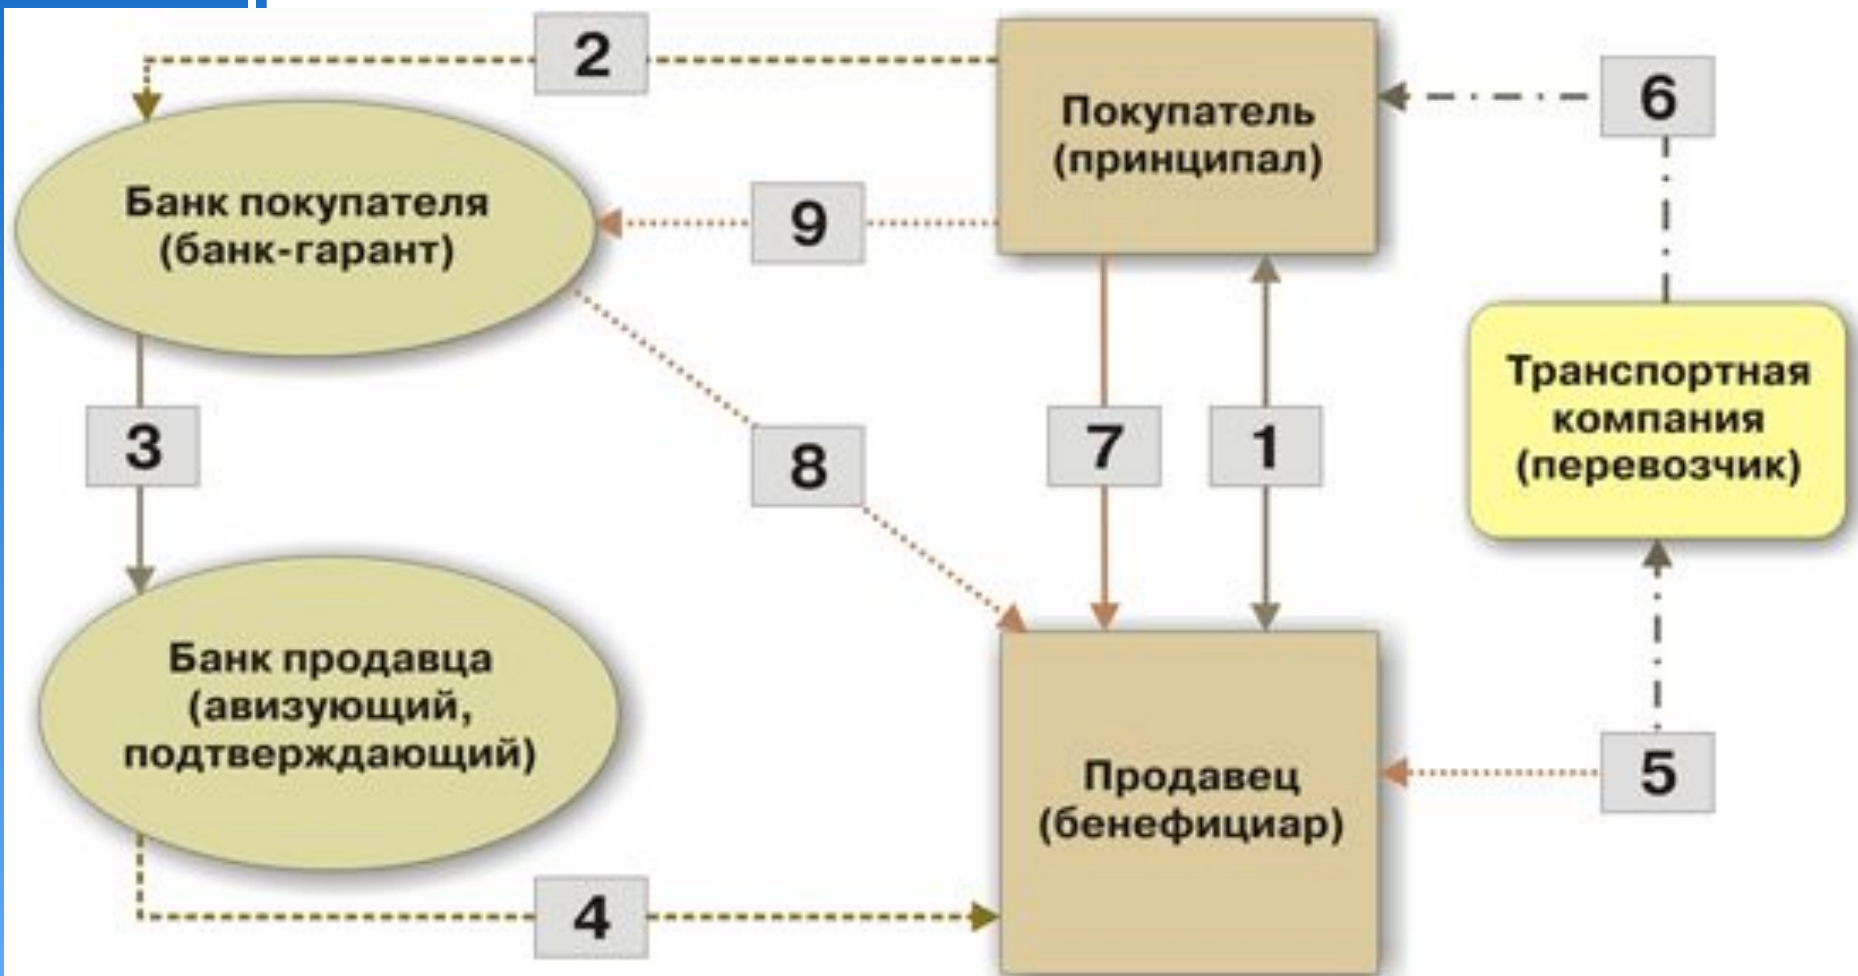 2
Покупатель
(принципал)
6
Банк покупателя
(банк-гарант)
9
Транспортная
компания
(перевозчик)
3
8
7
1
Банк продавца
(авизующий,
подтверждающий)
Продавец
(бенефициар)
5
4